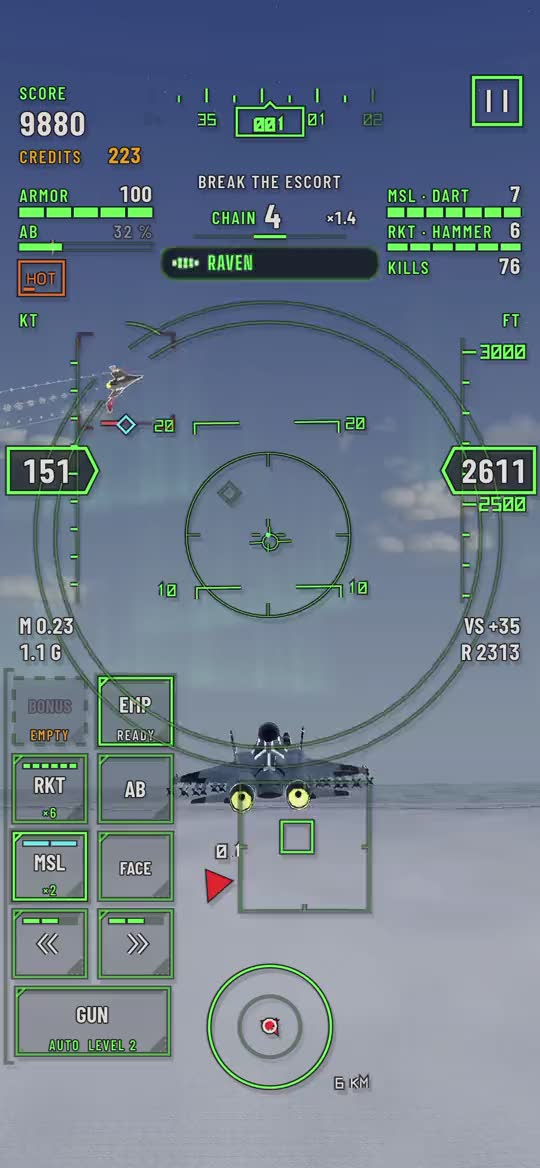 SCORE
9880
CREDITS 223
35 001 01 02
BREAK THE ESCORT
CHAIN 4 ×1.4
RAVEN
ARMOR 100
AB 32 %
HOT
MSL · DART 7
RKT · HAMMER 6
KILLS 76
KT
FT
3000
20 20
151
2611
2500
10 10
M 0.23
1.1 G
VS +35
R 2313
BONUS
EMPTY
EMP
READY
RKT
×6
AB
MSL
×2
FACE
0 1
GUN
AUTO LEVEL 2
6 KM